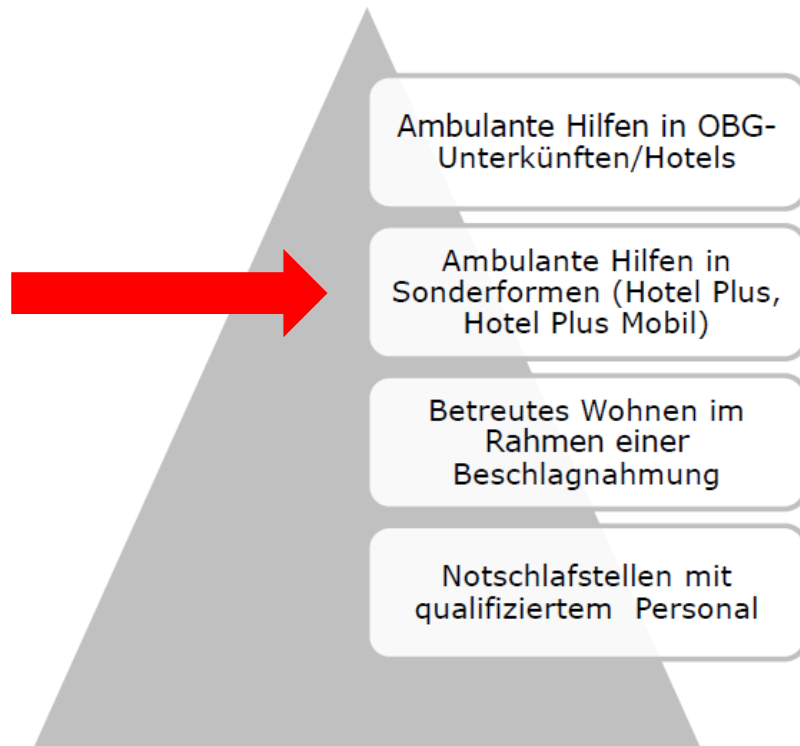 Ambulante Hilfen in OBG-
Unterkünften/Hotels
Ambulante Hilfen in
Sonderformen (Hotel Plus,
Hotel Plus Mobil)
Betreutes Wohnen im
Rahmen einer
Beschlagnahmung
Notschlafstellen mit
qualifiziertem  Personal